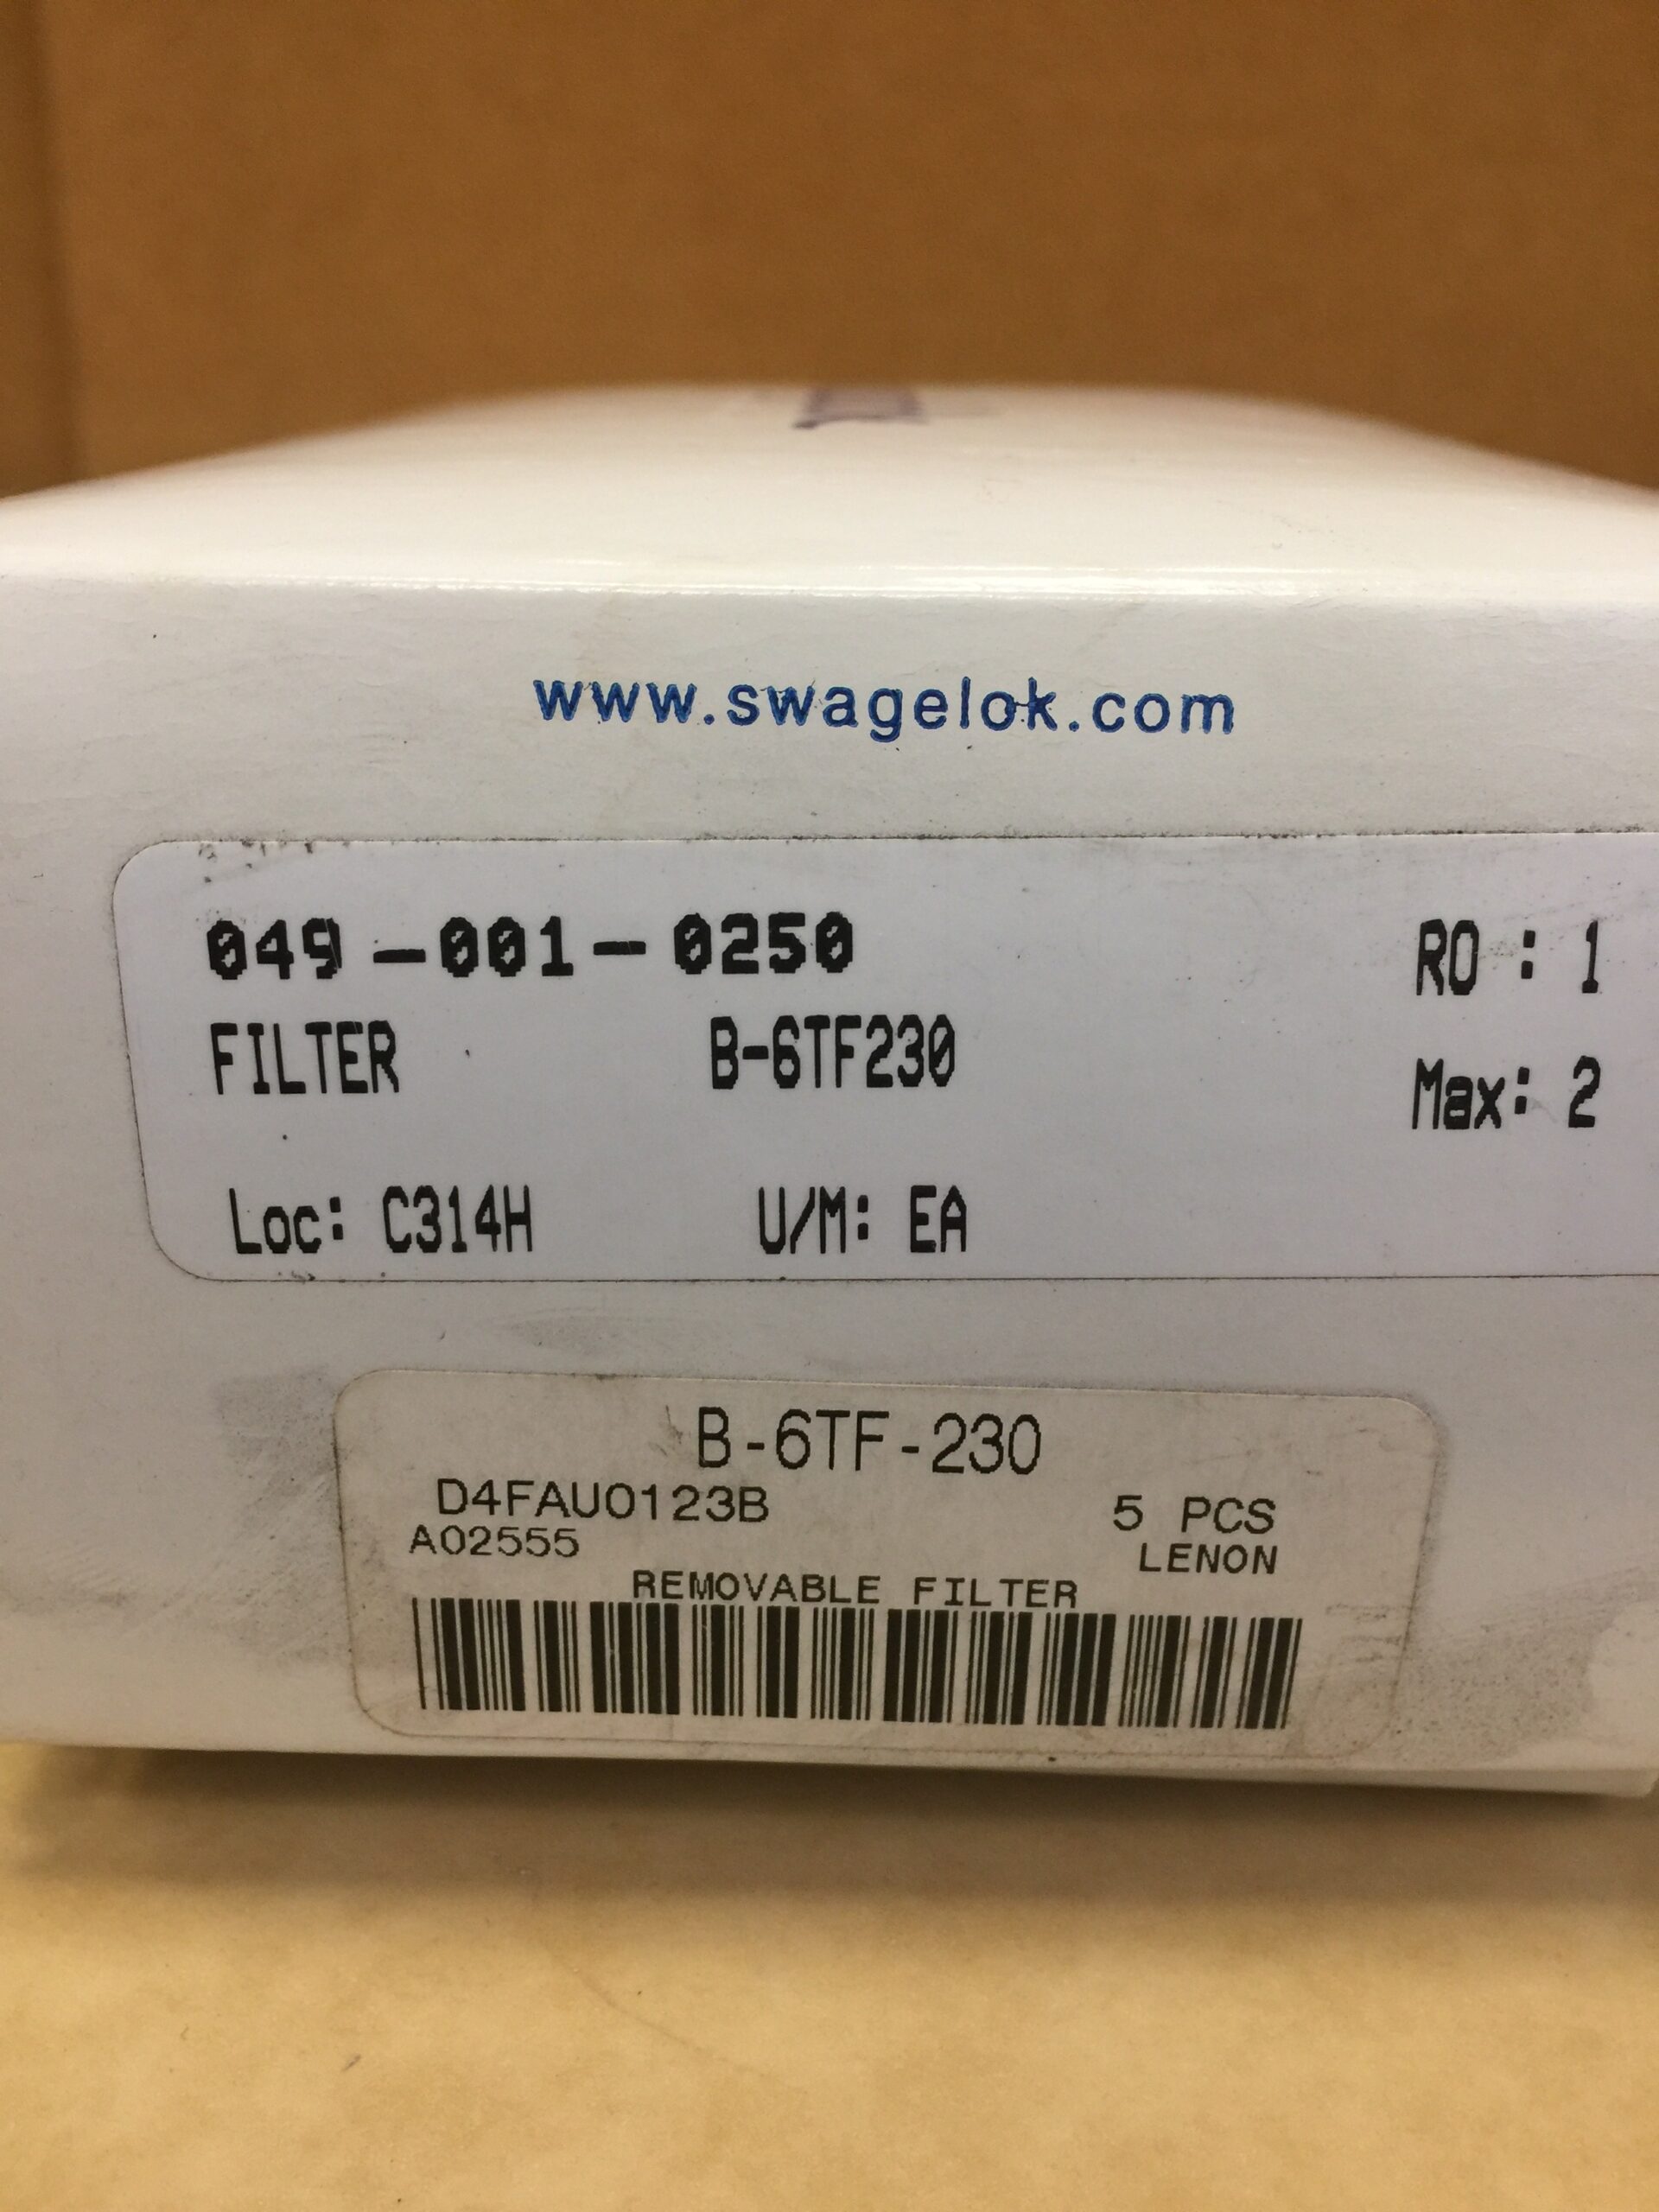 www.swagelok.com
049-001-0250 RO : 1
FILTER B-6TF230 Max: 2
Loc: C314H U/M: EA
B-6TF-230
D4FAU0123B 5 PCS
A02555 LENON
REMOVABLE FILTER